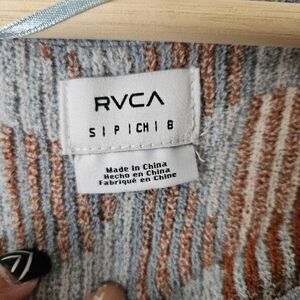 RVCA
S | P | CH | 8
Made in China
Hecho en China
Fabriqué en Chine